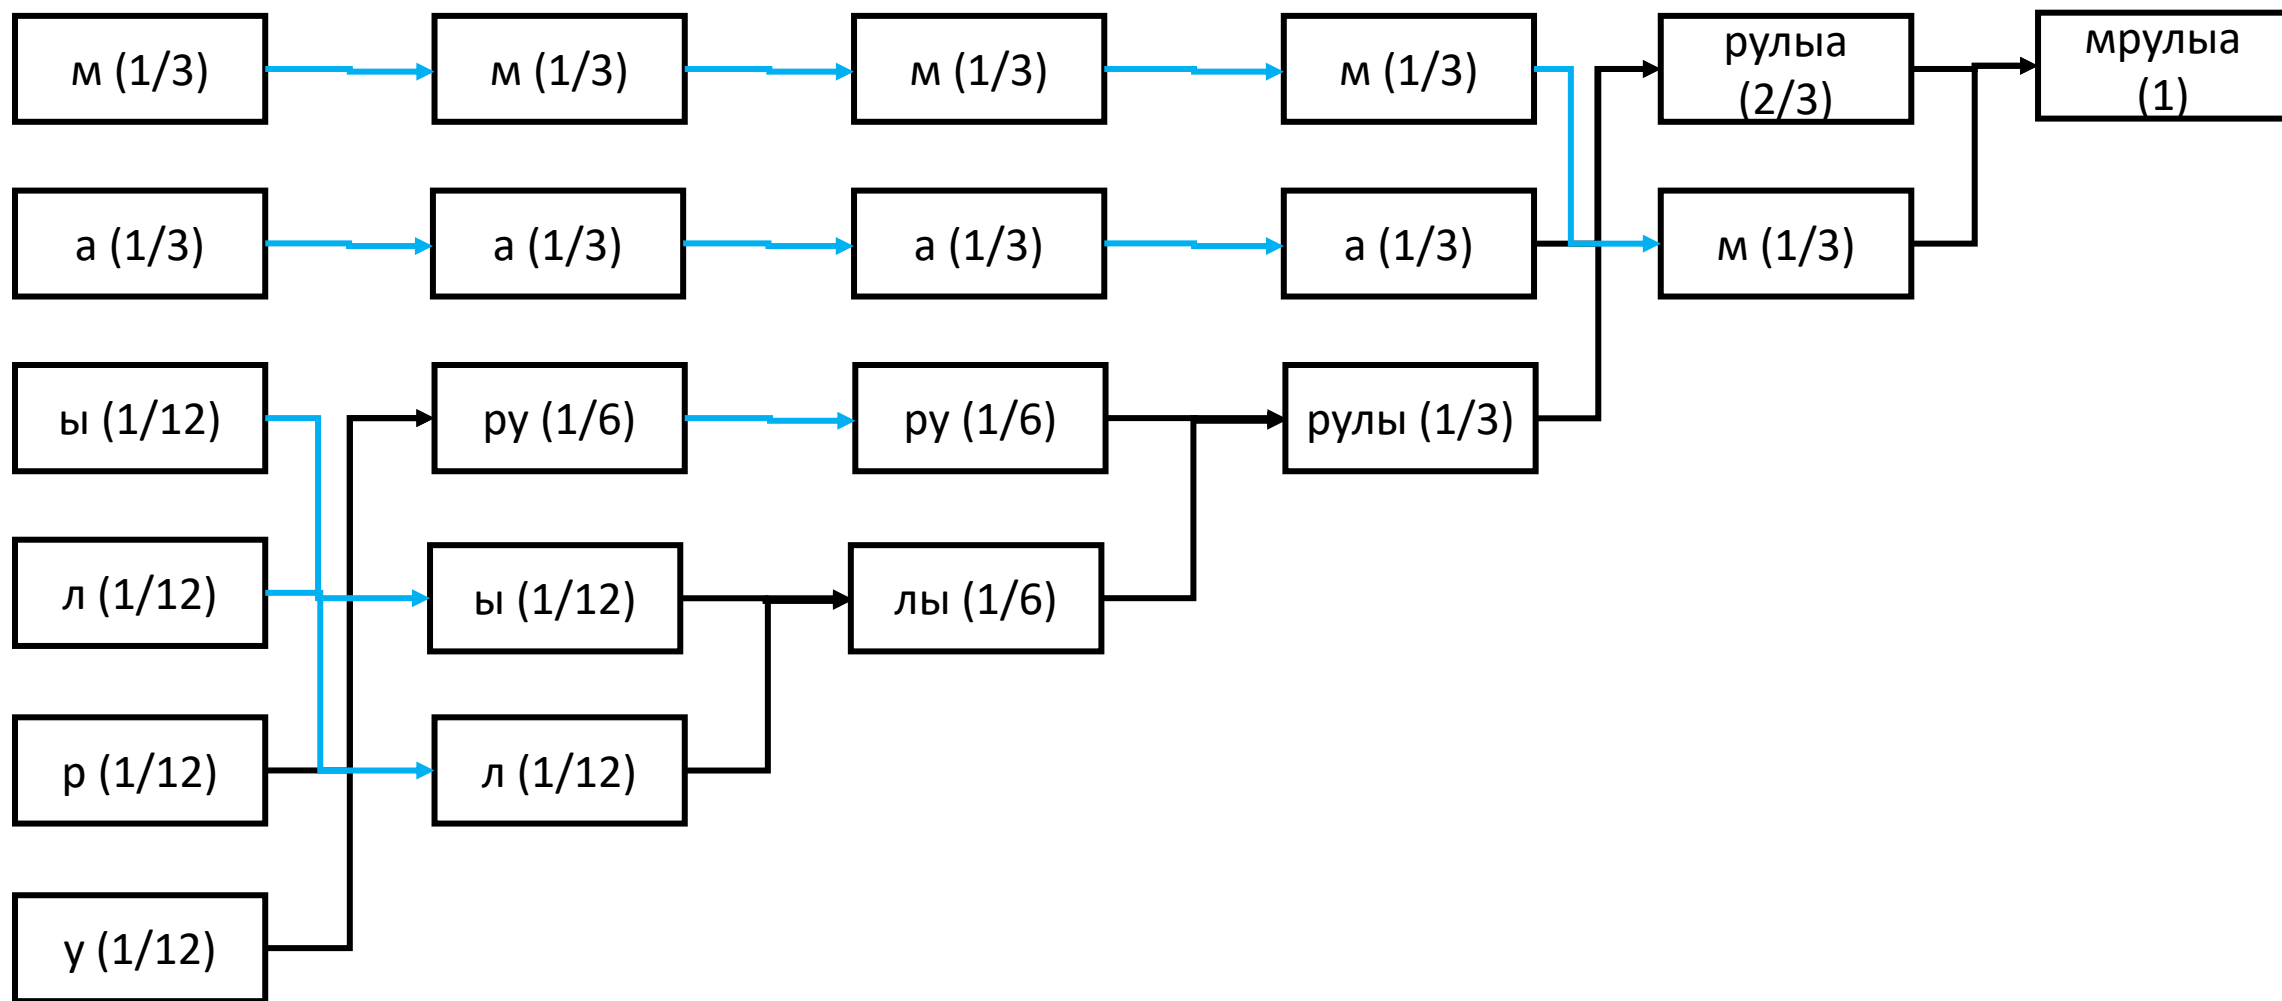 м (1/3)
м (1/3)
м (1/3)
м (1/3)
рулыа
(2/3)
мрулыа
(1)
а (1/3)
а (1/3)
а (1/3)
а (1/3)
м (1/3)
ы (1/12)
ру (1/6)
ру (1/6)
рулы (1/3)
л (1/12)
ы (1/12)
лы (1/6)
р (1/12)
л (1/12)
у (1/12)